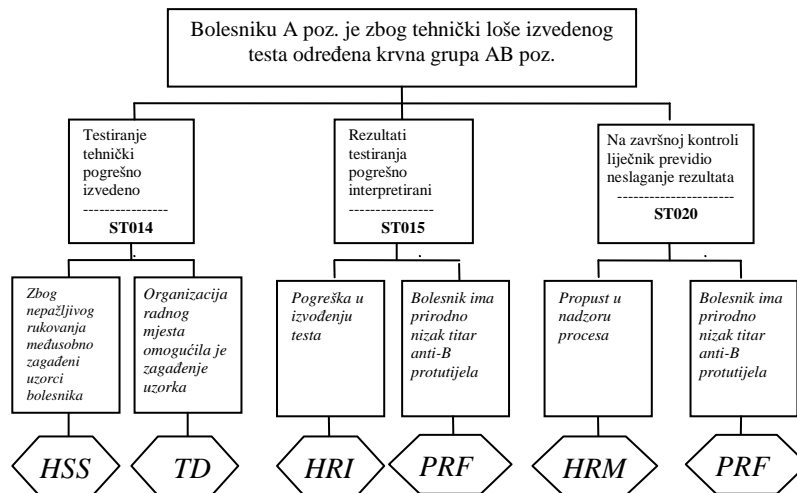 Bolesniku A poz. je zbog tehnički loše izvedenog
testa određena krvna grupa AB poz.
Testiranje
tehnički
pogrešno
izvedeno
----------------
ST014
Rezultati
testiranja
pogrešno
interpretirani
----------------
ST015
Na završnoj kontroli
liječnik previdio
neslaganje rezultata
----------------------
ST020
Zbog
nepažljivog
rukovanja
međusobno
zagađeni
uzorci
bolesnika
Organizacija
radnog
mjesta
omogućila je
zagađenje
uzorka
Pogreška u
izvođenju
testa
Bolesnik ima
prirodno
nizak titar
anti-B
protutijela
Propust u
nadzoru
procesa
Bolesnik ima
prirodno
nizak titar
anti-B
protutijela
HSS
TD
HRI
PRF
HRM
PRF